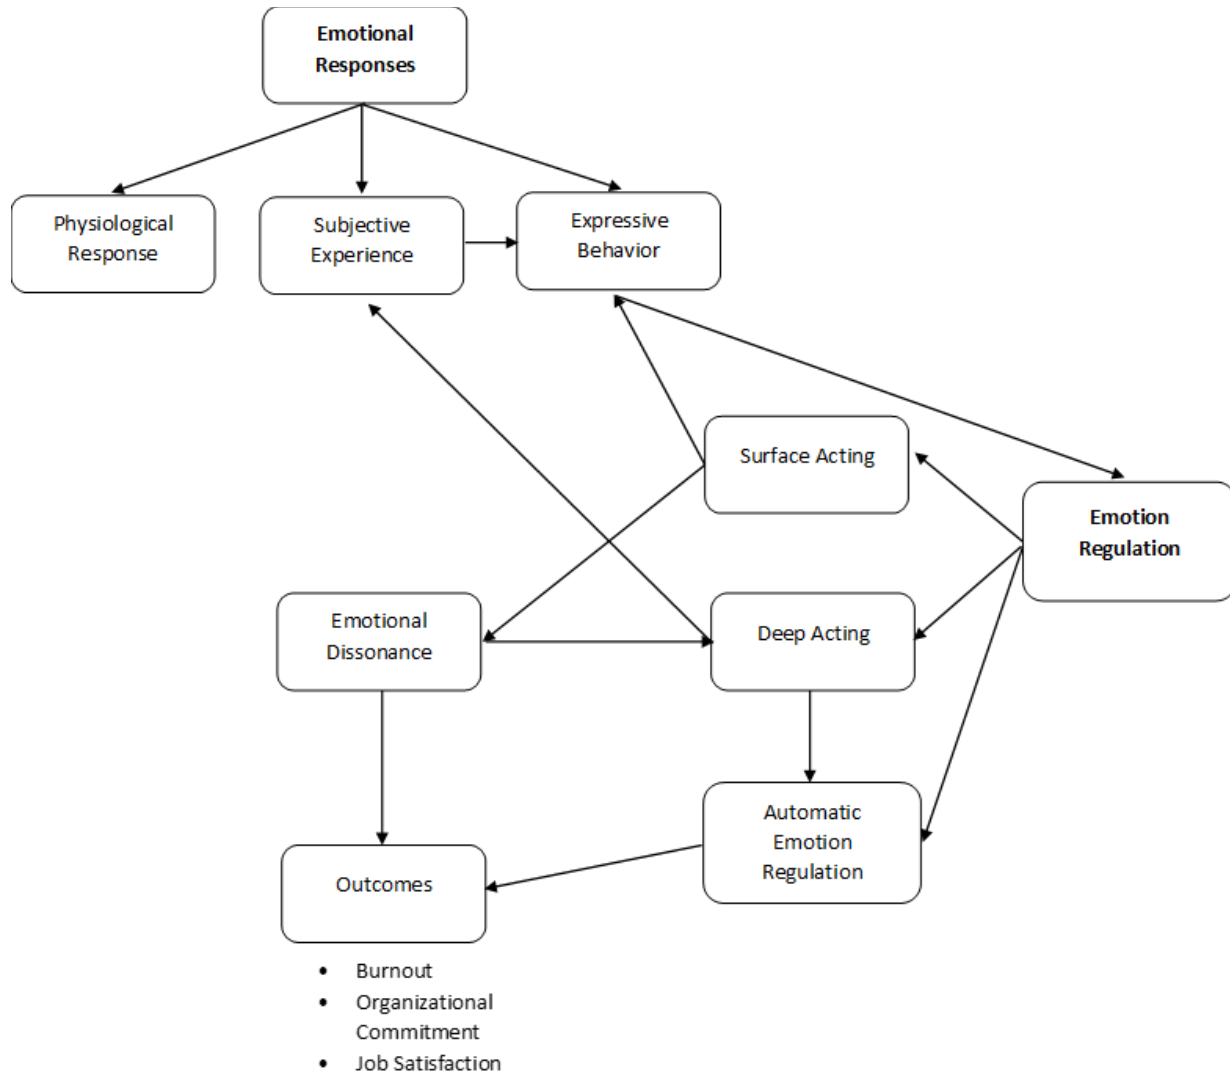 Emotional
Responses
Physiological
Response
Subjective
Experience
Expressive
Behavior
Surface Acting
Emotion
Regulation
Emotional
Dissonance
Deep Acting
Automatic
Emotion
Regulation
Outcomes
• Burnout
• Organizational
Commitment
• Job Satisfaction